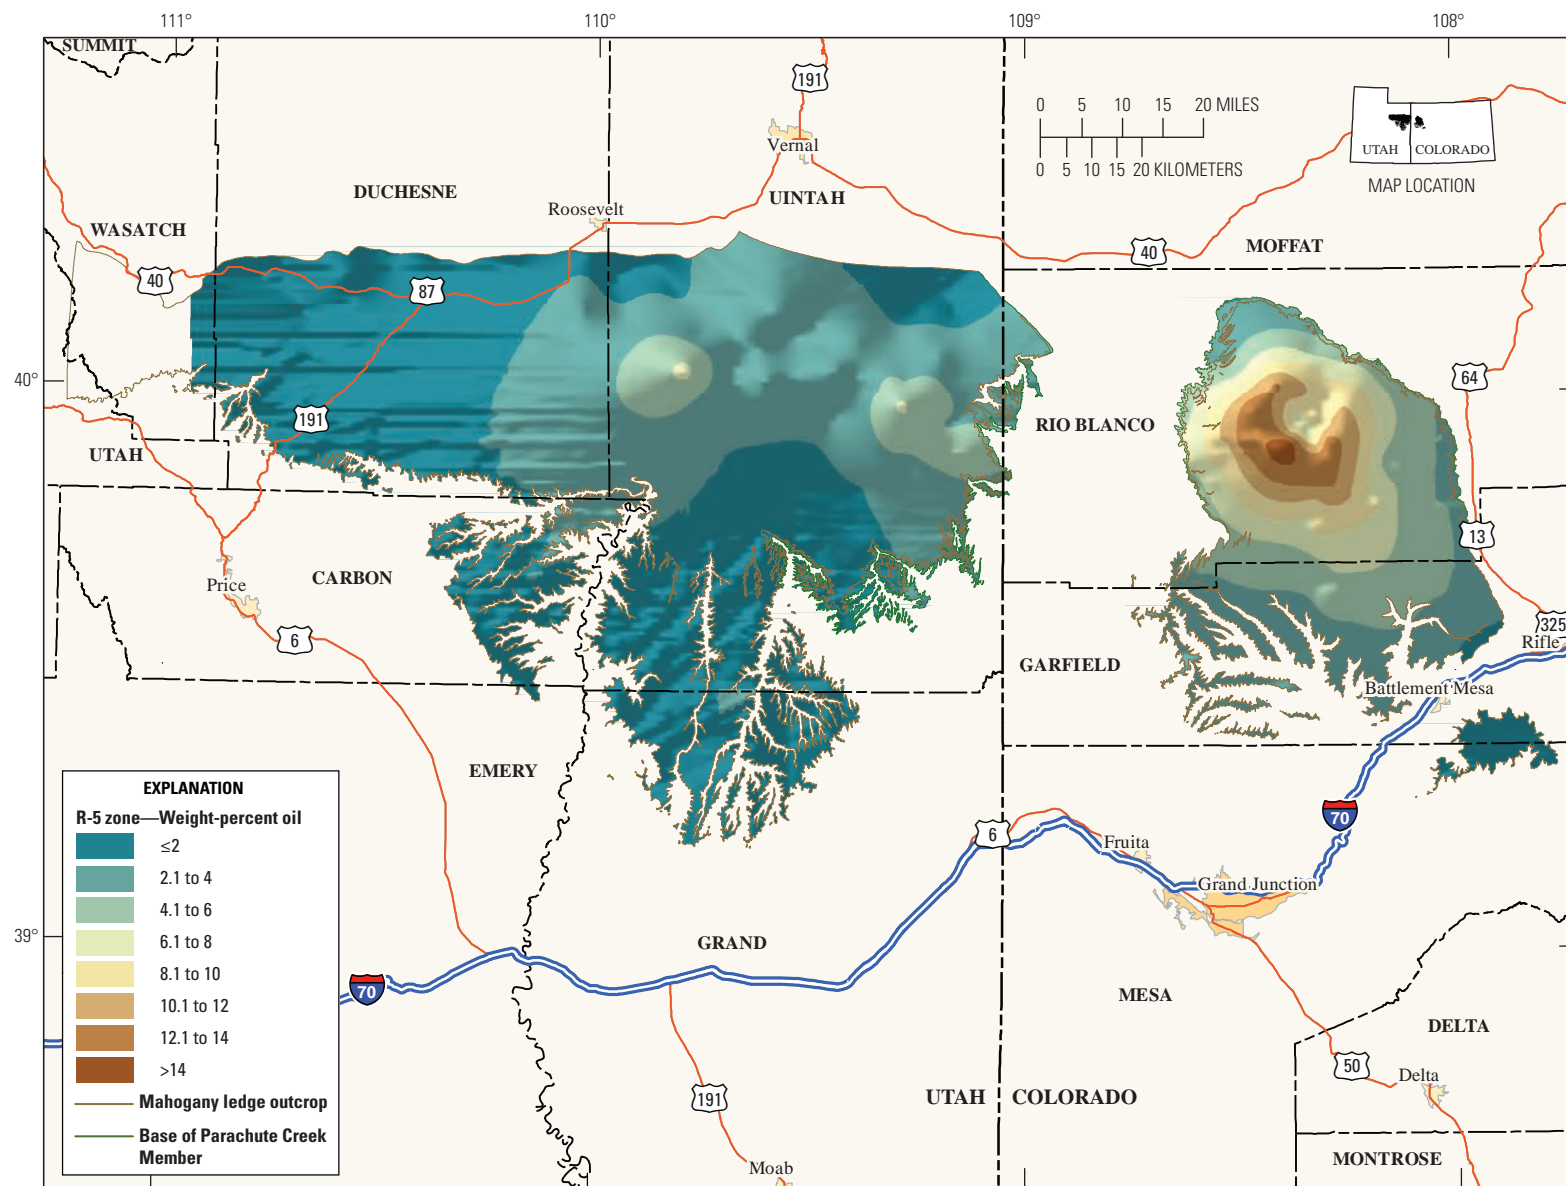 111°
110°
109°
108°
SUMMIT
191
0 5 10 15 20 MILES
0 5 10 15 20 KILOMETERS
UTAH
COLORADO
MAP LOCATION
Vernal
DUCHESNE
UINTAH
Roosevelt
WASATCH
MOFFAT
40
87
40
40°
64
191
RIO BLANCO
UTAH
13
CARBON
Price
6
325
Rifle
GARFIELD
Battlement Mesa
EMERY
70
6
Fruita
Grand Junction
39°
GRAND
70
MESA
DELTA
50
Delta
191
UTAH
COLORADO
MONTROSE
Moab
EXPLANATION
R-5 zone—Weight-percent oil
≤2
2.1 to 4
4.1 to 6
6.1 to 8
8.1 to 10
10.1 to 12
12.1 to 14
>14
Mahogany ledge outcrop
Base of Parachute Creek
Member